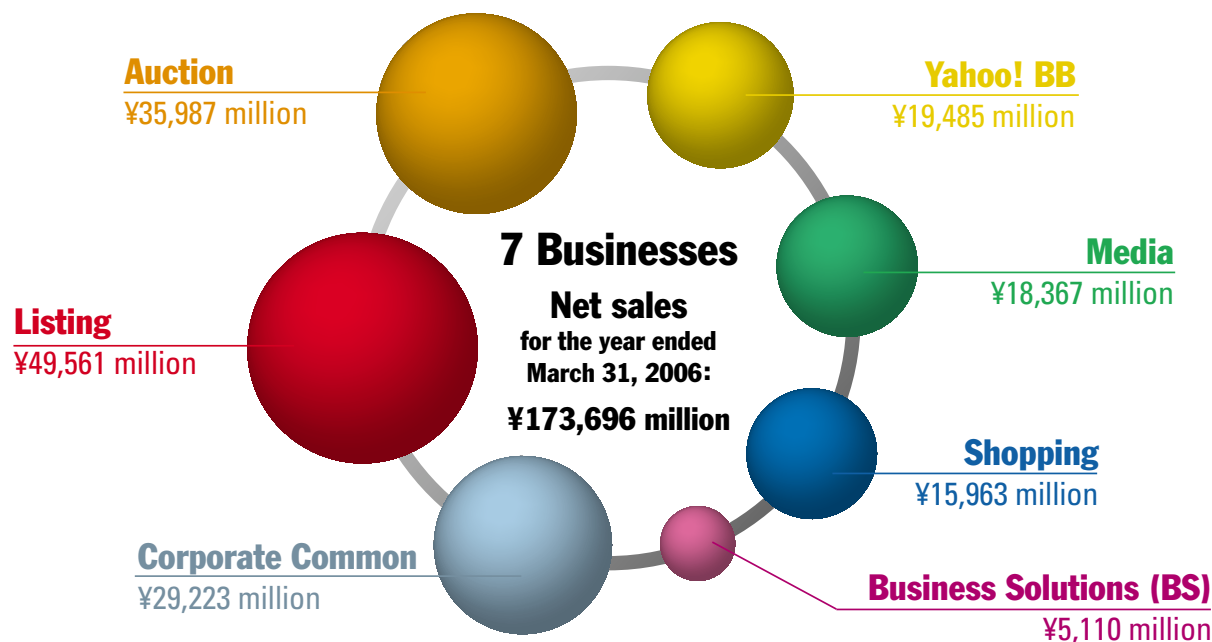 Auction
¥35,987 million
Yahoo! BB
¥19,485 million
7 Businesses
Net sales
for the year ended
March 31, 2006:
¥173,696 million
Media
¥18,367 million
Listing
¥49,561 million
Shopping
¥15,963 million
Corporate Common
¥29,223 million
Business Solutions (BS)
¥5,110 million